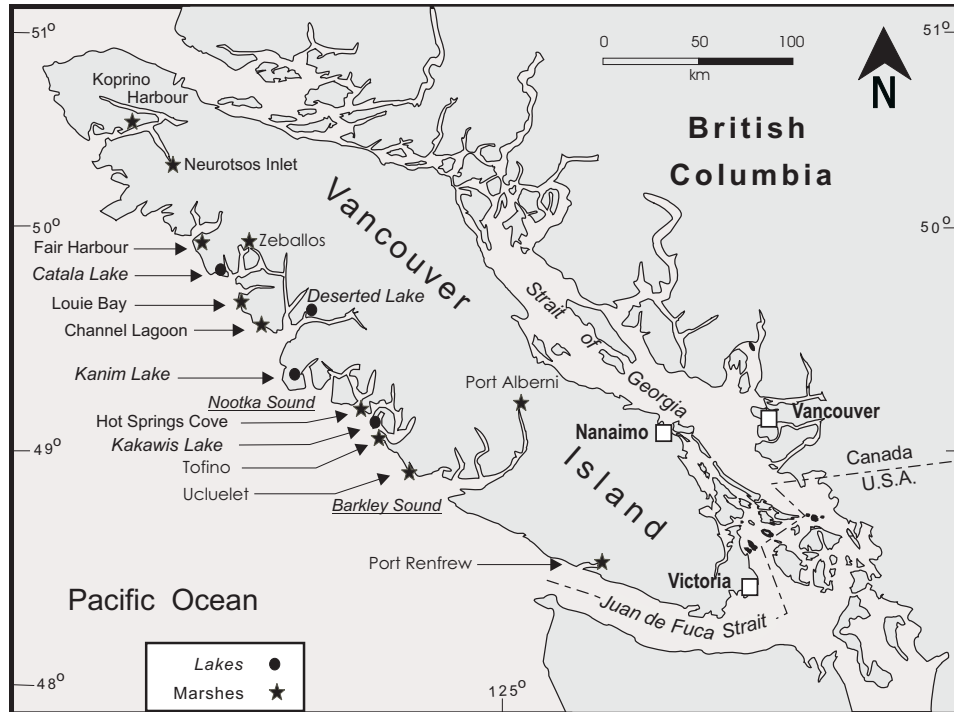 51°
51°
0
50
100
km
N
Koprino
Harbour
British
Columbia
Neurotsos Inlet
Vancouver
50°
50°
Fair Harbour
Zeballos
Catala Lake
Deserted Lake
Louie Bay
Channel Lagoon
Strait of Georgia
Kanim Lake
Port Alberni
Nootka Sound
Vancouver
Hot Springs Cove
Nanaimo
Kakawis Lake
49°
Tofino
Island
Canada
U.S.A.
Ucluelet
Barkley Sound
Port Renfrew
Victoria
Pacific Ocean
Juan de Fuca Strait
Lakes
Marshes
48°
125°